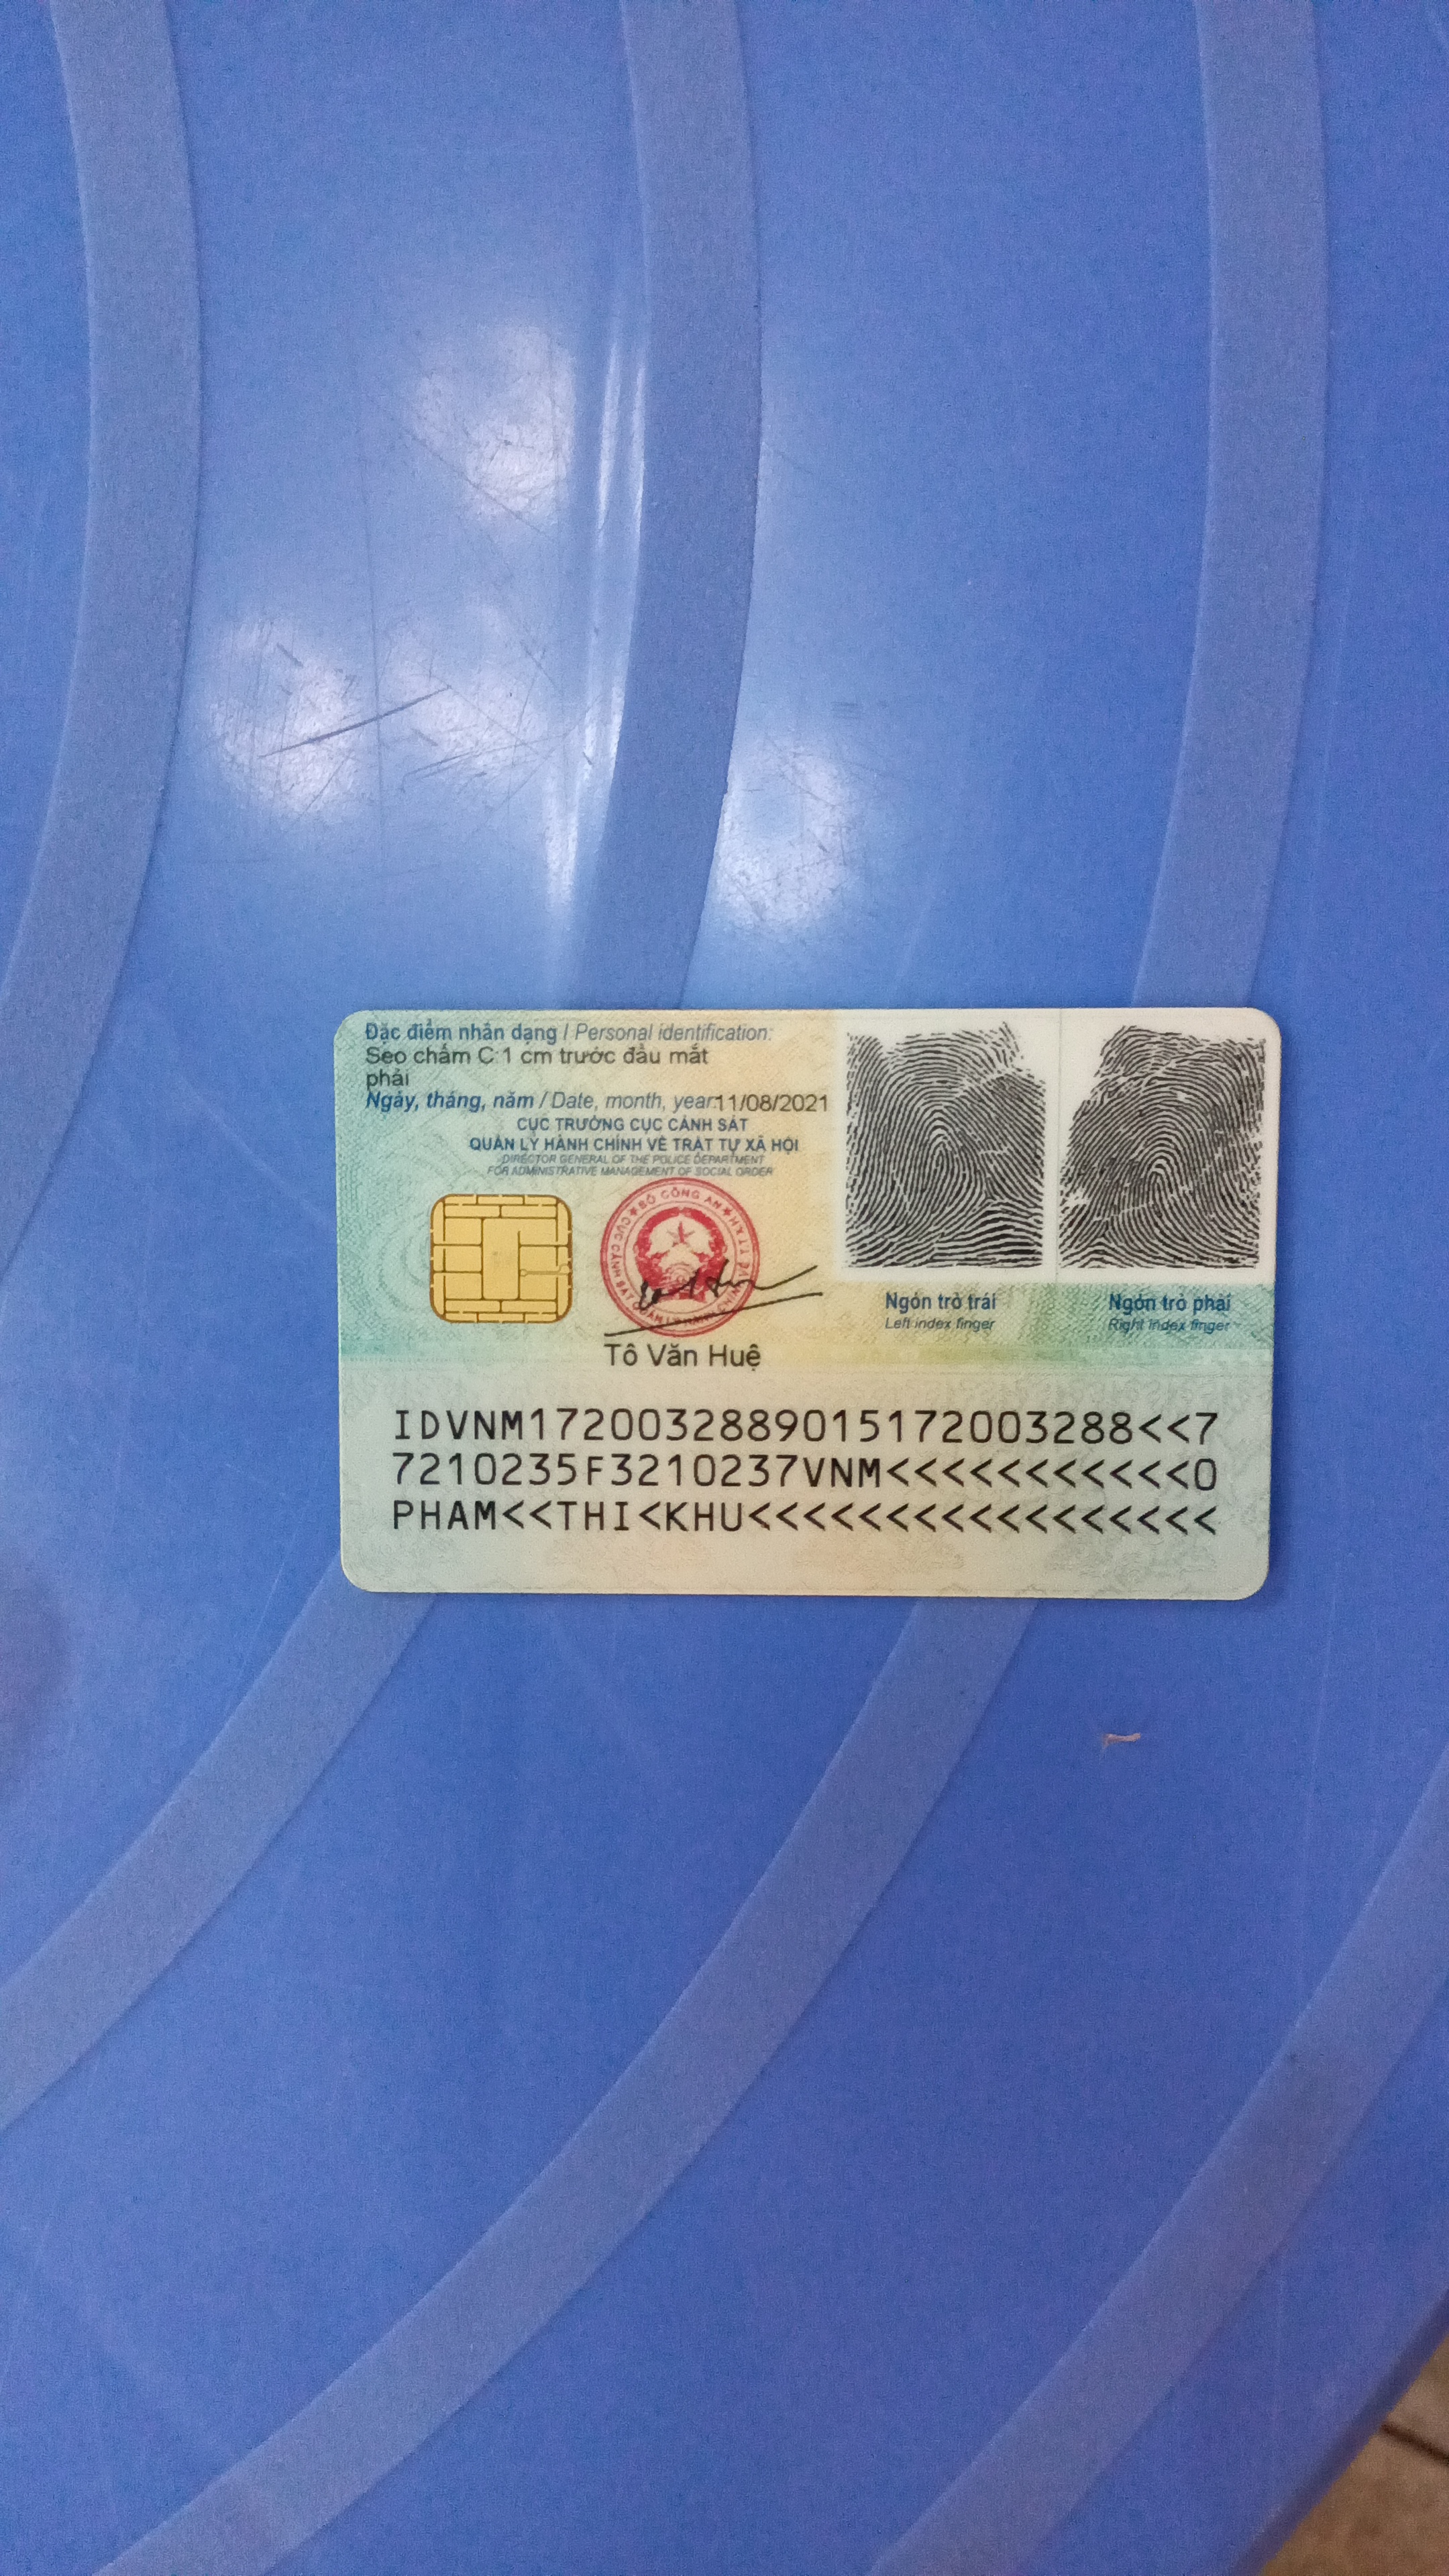 Đặc điểm nhân dạng / Personal identification:
Sẹo chấm C:1 cm trước đầu mắt
phải
Ngày, tháng, năm / Date, month, year:11/08/2021
CỤC TRƯỞNG CỤC CẢNH SÁT
QUẢN LÝ HÀNH CHÍNH VỀ TRẬT TỰ XÃ HỘI
DIRECTOR GENERAL OF THE POLICE DEPARTMENT
FOR ADMINISTRATIVE MANAGEMENT OF SOCIAL ORDER
BỘ CÔNG AN
Tô Văn Huệ
Ngón trỏ trái
Left index finger
Ngón trỏ phải
Right index finger
IDVNM1720032889015172003288<<7
7210235F3210237VNM<<<<<<<<<<<0
PHAM<<THI<KHU<<<<<<<<<<<<<<<<<